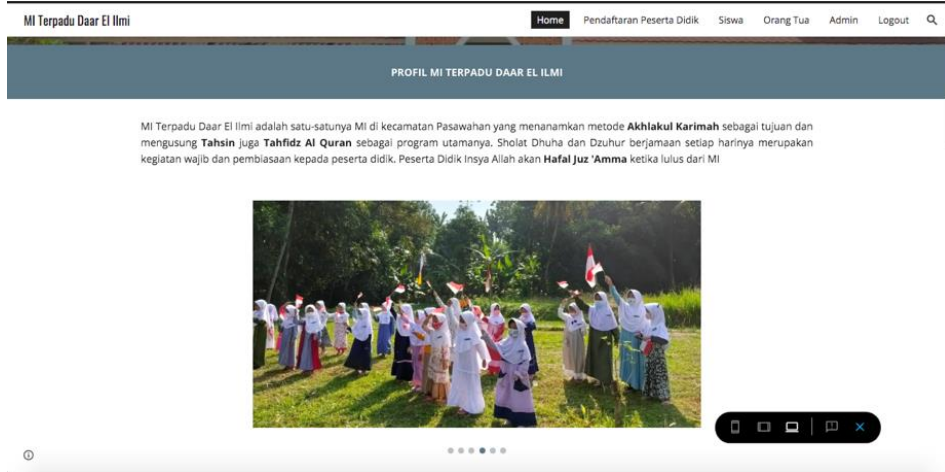 MI Terpadu Daar El Ilmi
Home Pendaftaran Peserta Didik Siswa Orang Tua Admin Logout
PROFIL MI TERPADU DAAR EL ILMI
MI Terpadu Daar El Ilmi adalah satu-satunya MI di kecamatan Pasawahan yang menanamkan metode Akhlakul Karimah sebagai tujuan dan
mengusung Tahsin juga Tahfidz Al Quran sebagai program utamanya. Sholat Dhuha dan Dzuhur berjamaan setiap harinya merupakan
kegiatan wajib dan pembiasaan kepada peserta didik. Peserta Didik Insya Allah akan Hafal Juz 'Amma ketika lulus dari MI